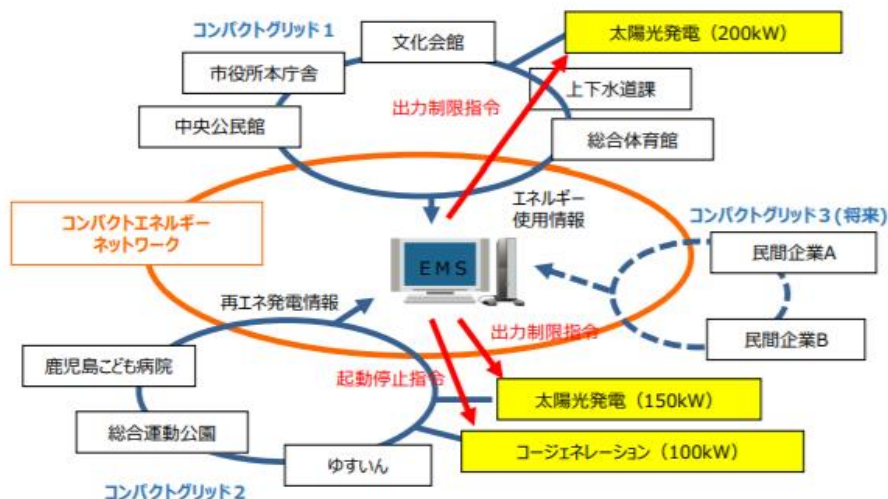 コンパクトグリッド1
文化会館
太陽光発電（200kW）
市役所本庁舎
上下水道課
出力制限指令
中央公民館
総合体育館
コンパクトエネルギー
ネットワーク
エネルギー
使用情報
コンパクトグリッド3(将来)
民間企業A
EMS
再エネ発電情報
出力制限指令
民間企業B
鹿児島こども病院
起動停止指令
太陽光発電（150kW）
総合運動公園
コージェネレーション（100kW）
ゆすいん
コンパクトグリッド2